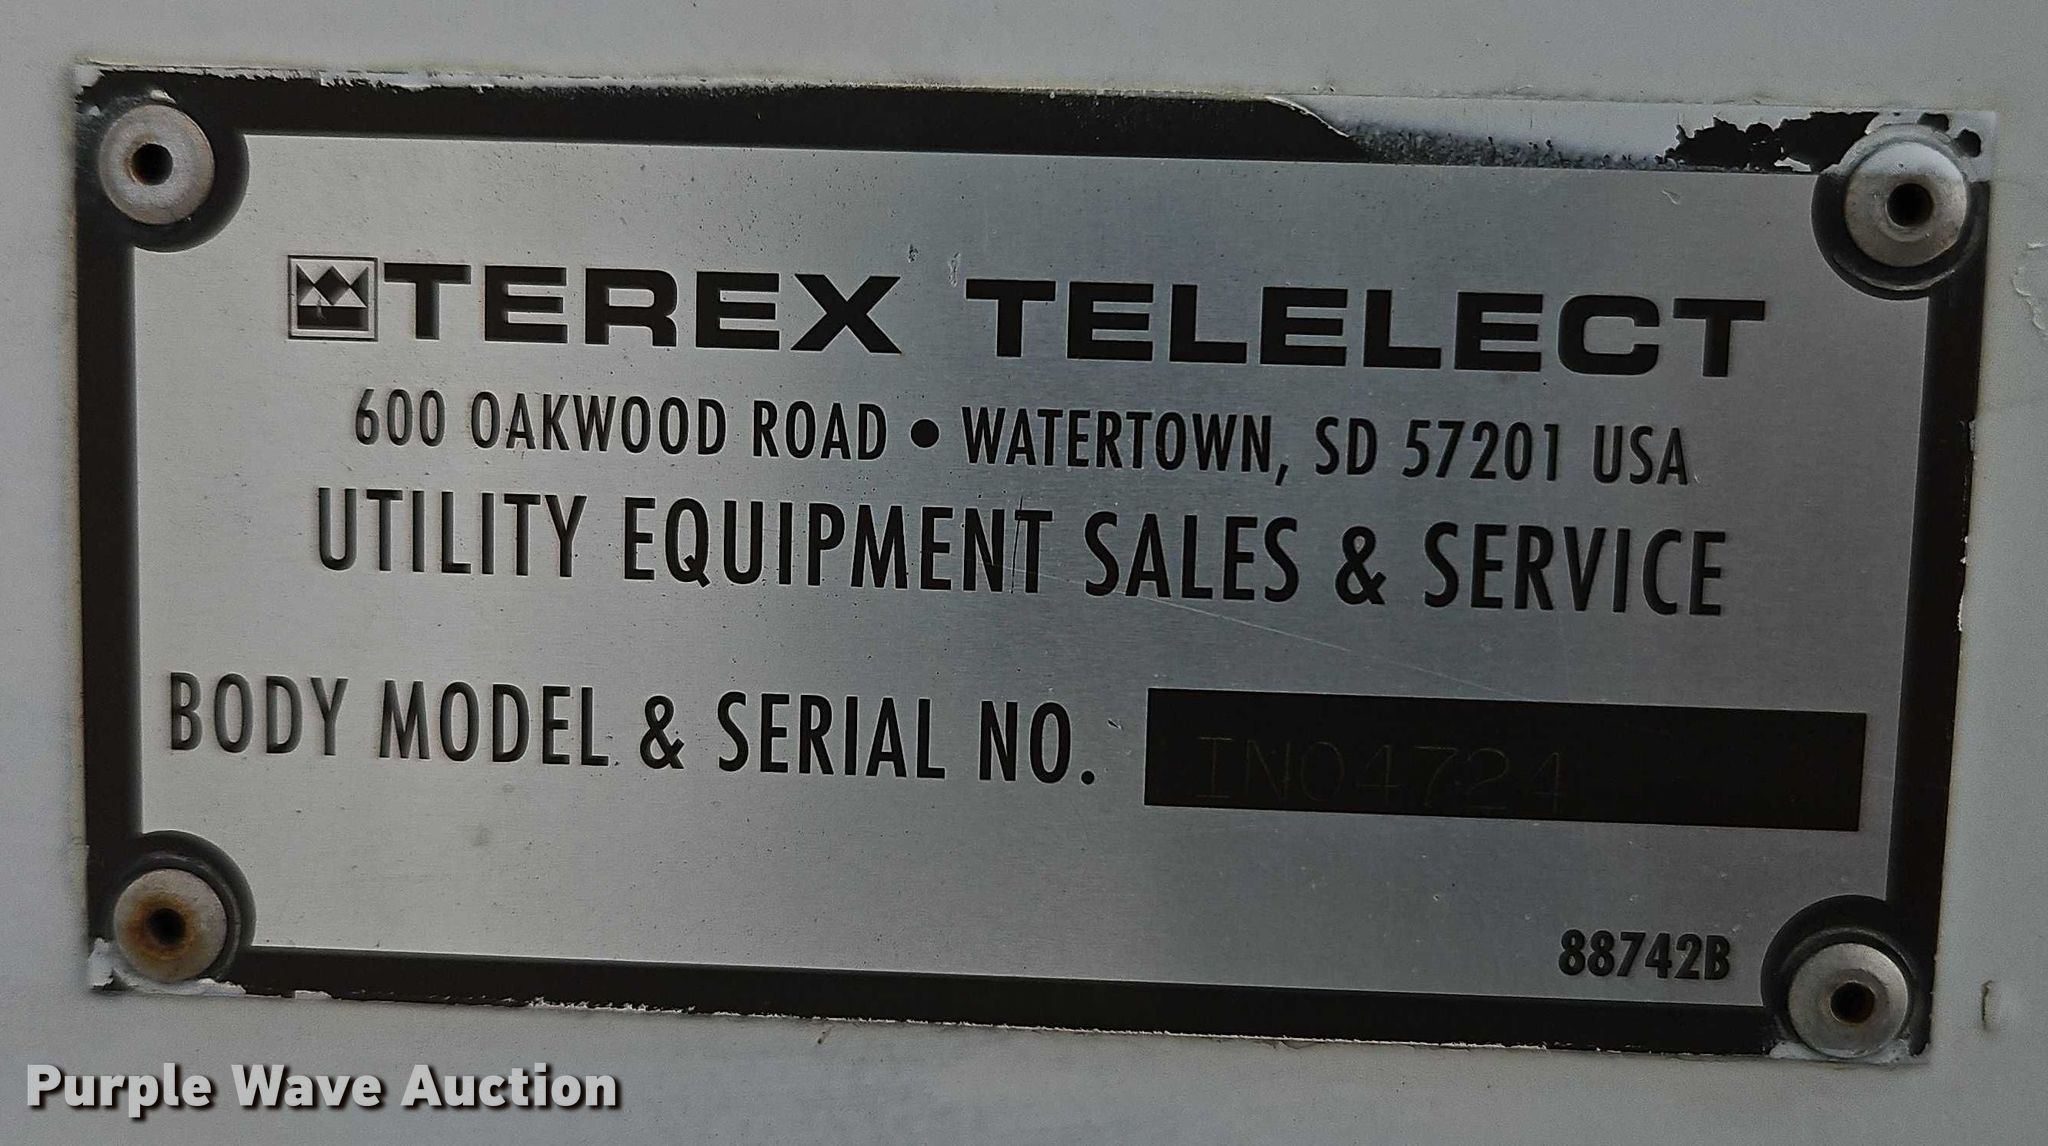 TEREX TELELECT
600 OAKWOOD ROAD • WATERTOWN, SD 57201 USA
UTILITY EQUIPMENT SALES & SERVICE
BODY MODEL & SERIAL NO. IN04724
88742B
Purple Wave Auction